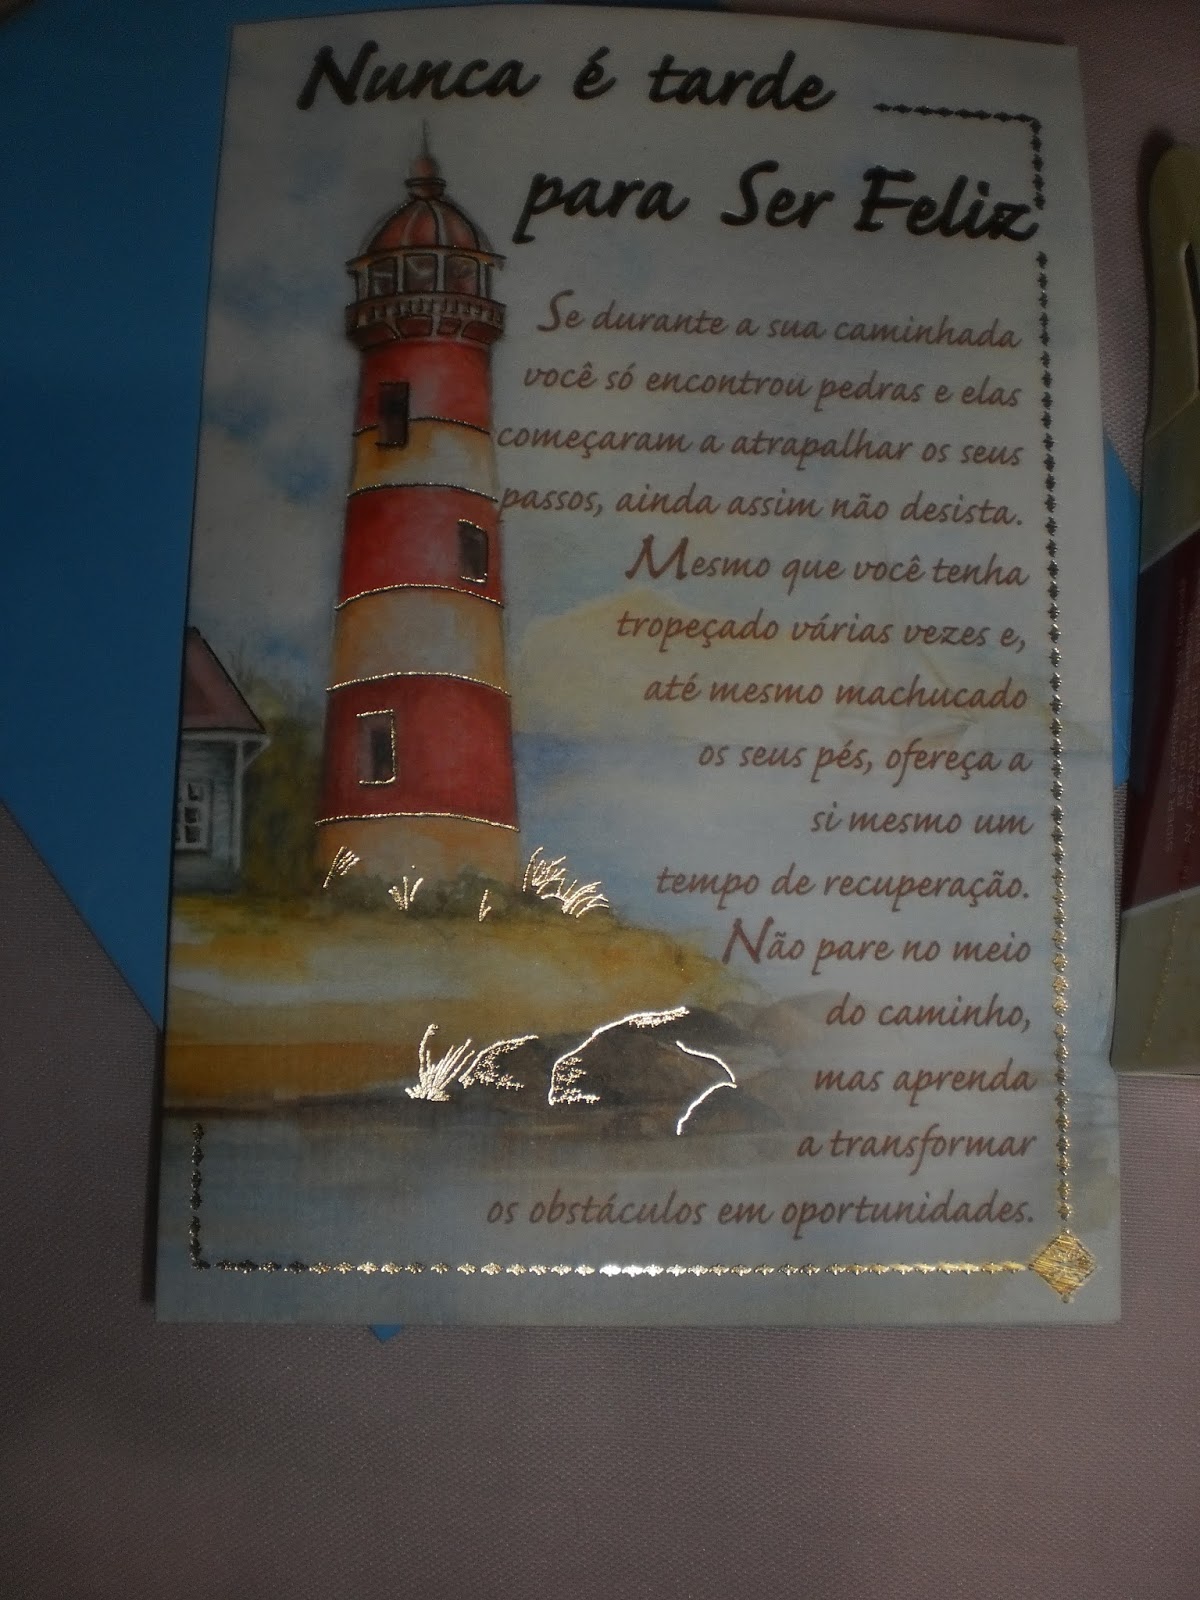 Nunca é tarde
para Ser Feliz
Se durante a sua caminhada
você só encontrou pedras e elas
começaram a atrapalhar os seus
passos, ainda assim não desista.
Mesmo que você tenha
tropeçado várias vezes e,
até mesmo machucado
os seus pés, ofereça a
si mesmo um
tempo de recuperação.
Não pare no meio
do caminho,
mas aprenda
a transformar
os obstáculos em oportunidades.